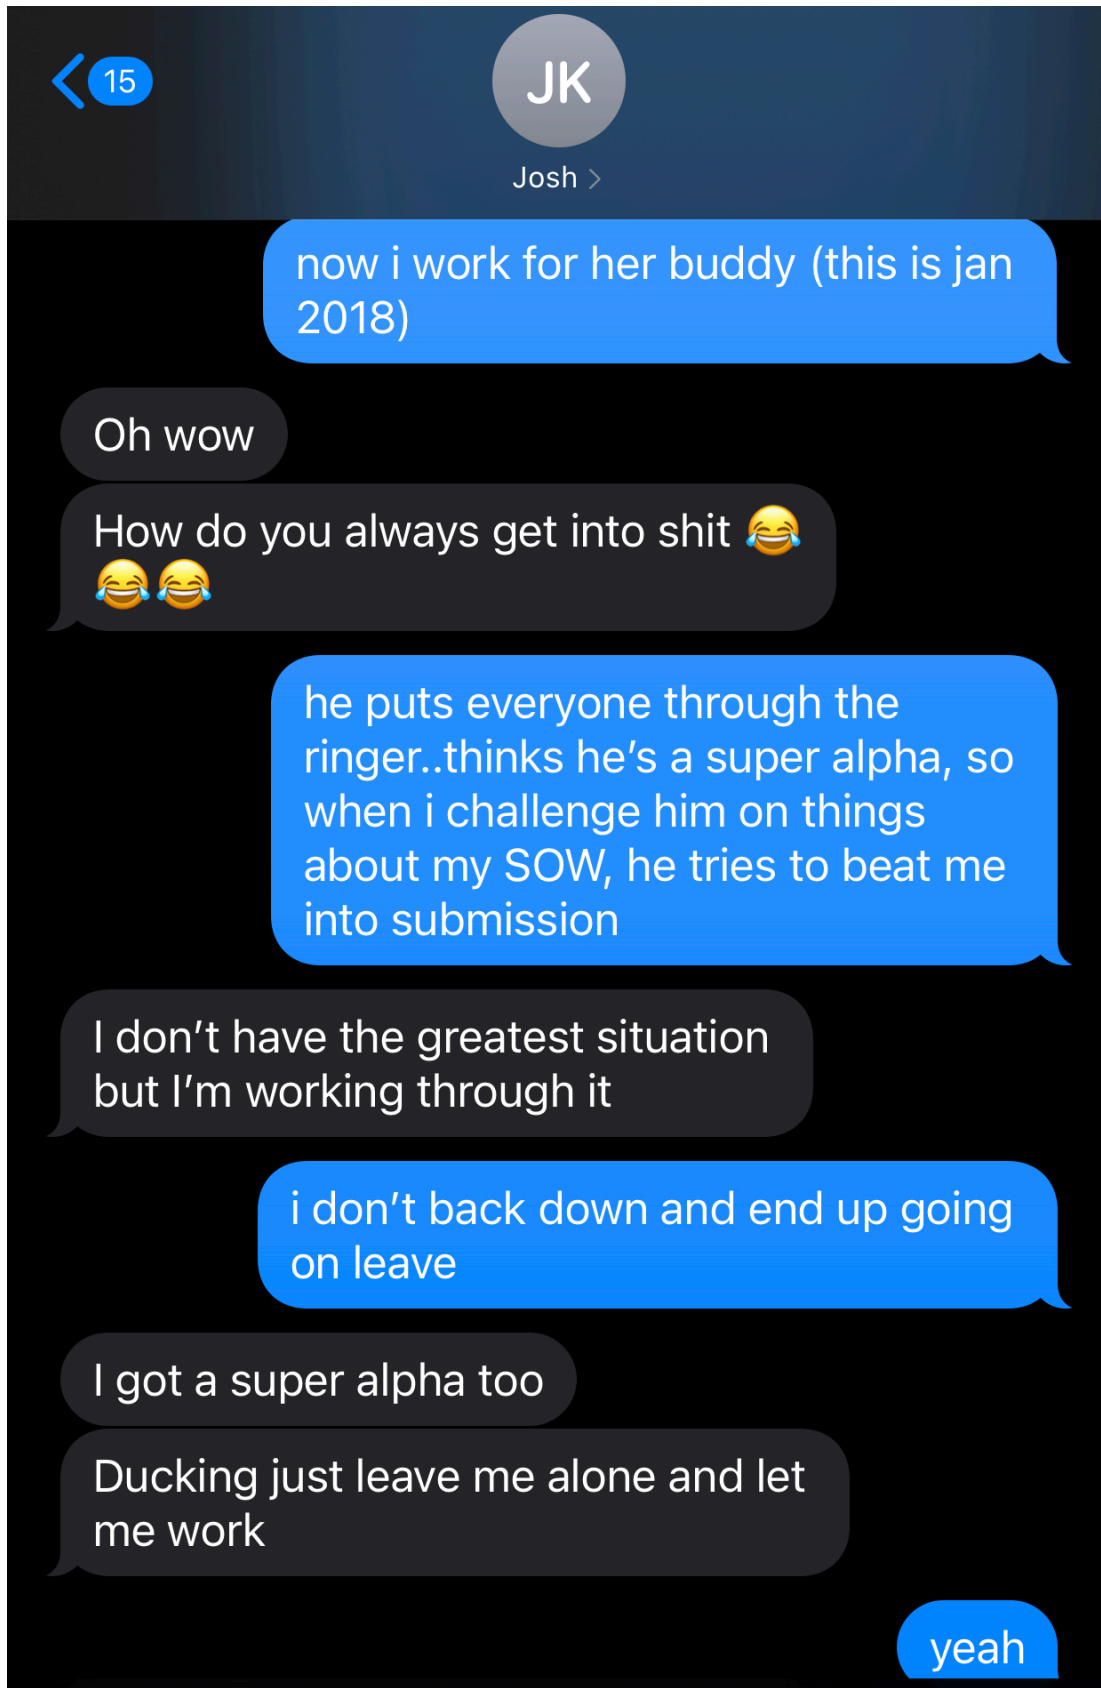 15
JK
Josh
now i work for her buddy (this is jan
2018)
Oh wow
How do you always get into shit 😂
😂😂
he puts everyone through the
ringer..thinks he’s a super alpha, so
when i challenge him on things
about my SOW, he tries to beat me
into submission
I don’t have the greatest situation
but I’m working through it
i don’t back down and end up going
on leave
I got a super alpha too
Ducking just leave me alone and let
me work
yeah